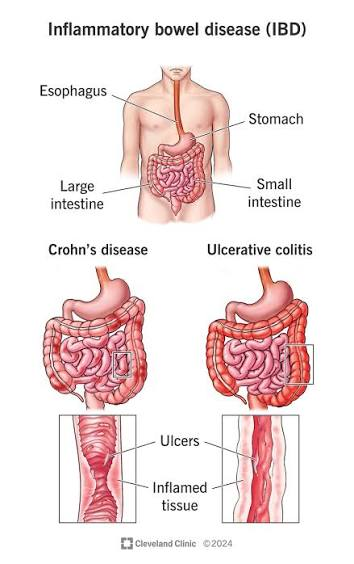 Inflammatory bowel disease (IBD)
Esophagus
Stomach
Large
intestine
Small
intestine
Crohn's disease
Ulcerative colitis
Ulcers
Inflamed
tissue
Cleveland Clinic ©2024